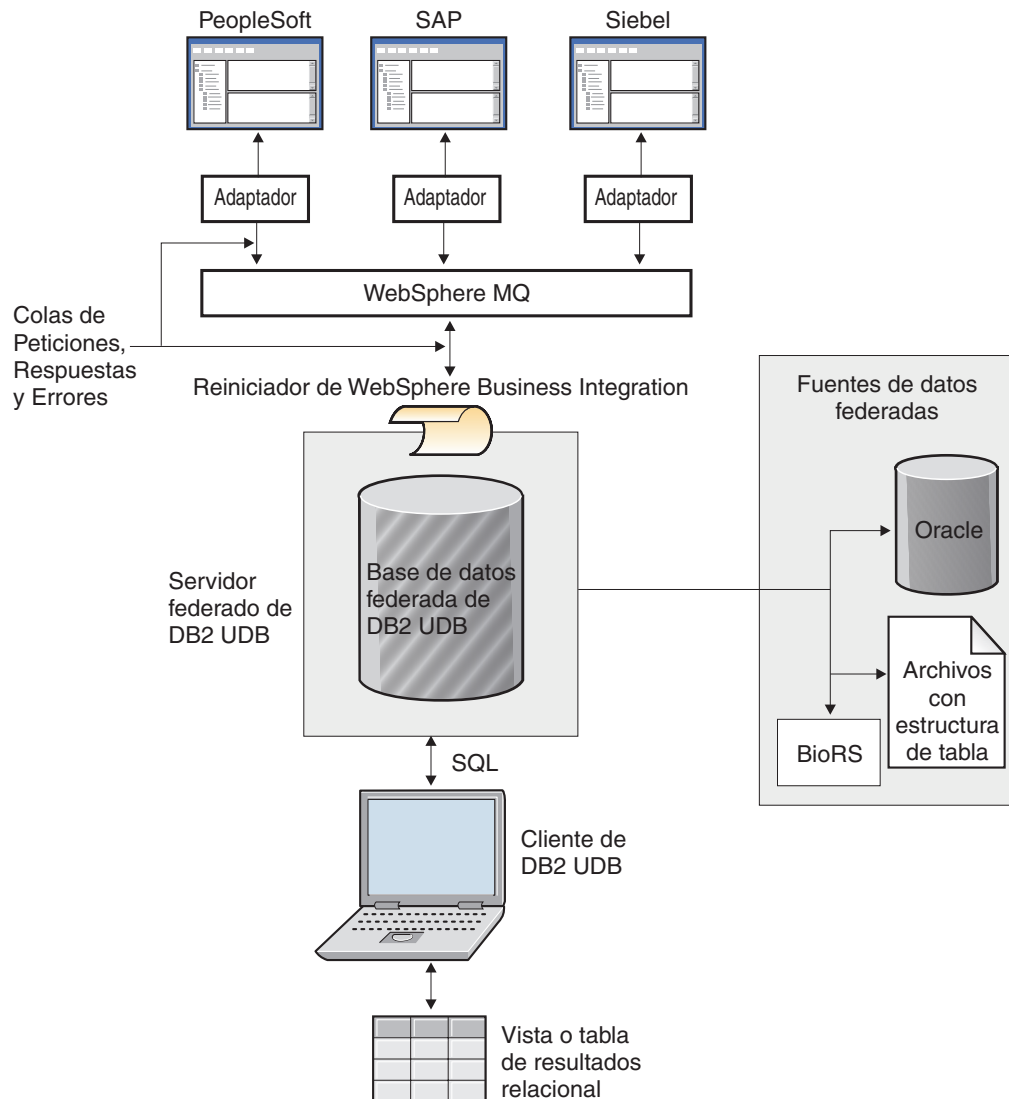 PeopleSoft
SAP
Siebel
Adaptador
Adaptador
Adaptador
WebSphere MQ
Colas de
Peticiones,
Respuestas
y Errores
Reiniciador de WebSphere Business Integration
Fuentes de datos
federadas
Oracle
Servidor
federado de
DB2 UDB
Base de datos
federada de
DB2 UDB
Archivos
con
estructura
de tabla
BioRS
SQL
Cliente de
DB2 UDB
Vista o tabla
de resultados
relacional